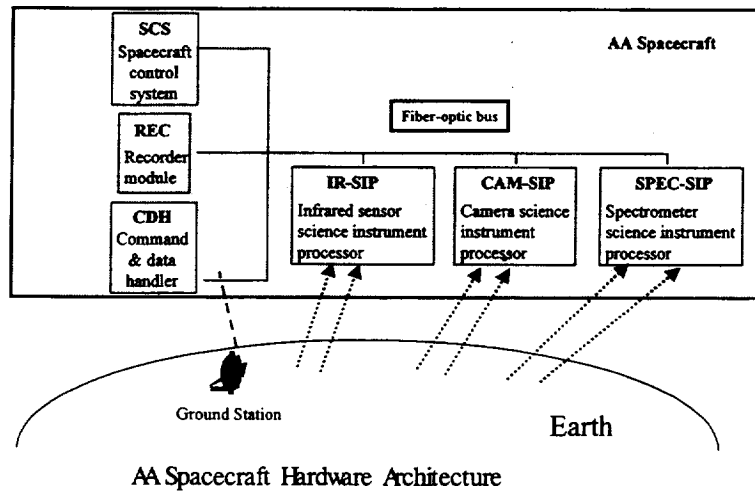 SCS
Spacecraft
control
system
AA Spacecraft
Fiber-optic bus
REC
Recorder
module
IR-SIP
Infrared sensor
science instrument
processor
CAM-SIP
Camera science
instrument
processor
SPEC-SIP
Spectrometer
science instrument
processor
CDH
Command
& data
handler
Ground Station
Earth
AA Spacecraft Hardware Architecture